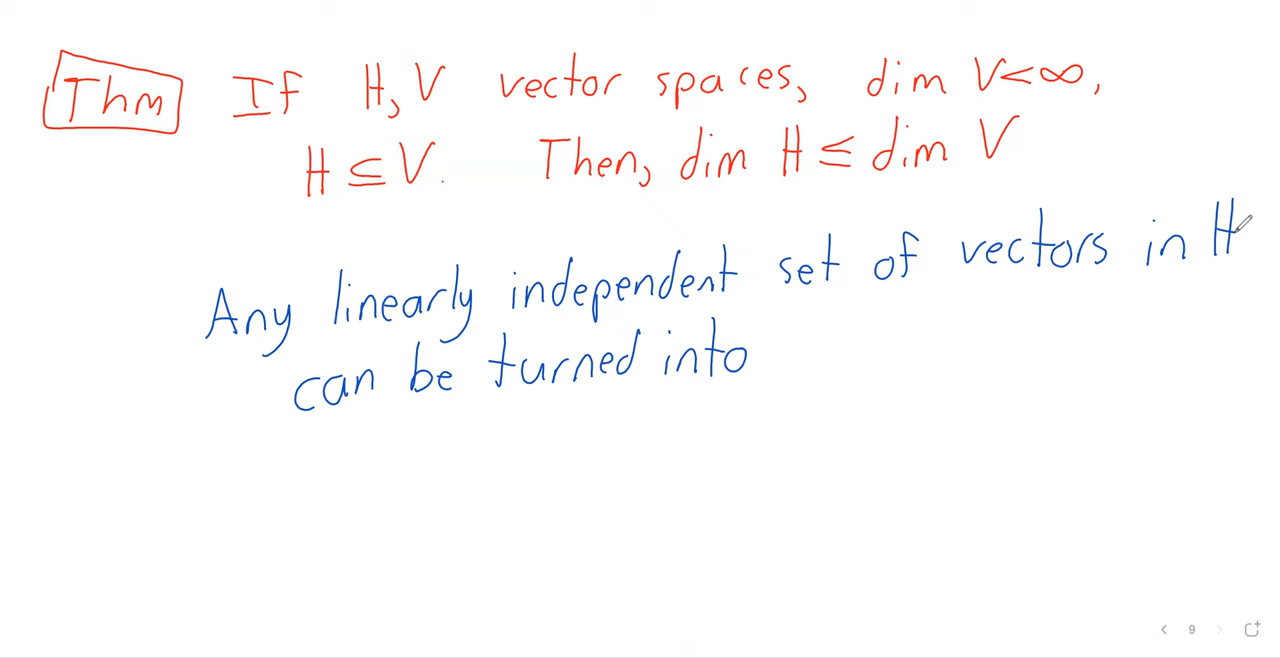 Thm If H, V vector spaces, dim V<∞,
H ⊆ V. Then, dim H ≤ dim V
Any linearly independent set of vectors in H
can be turned into
9